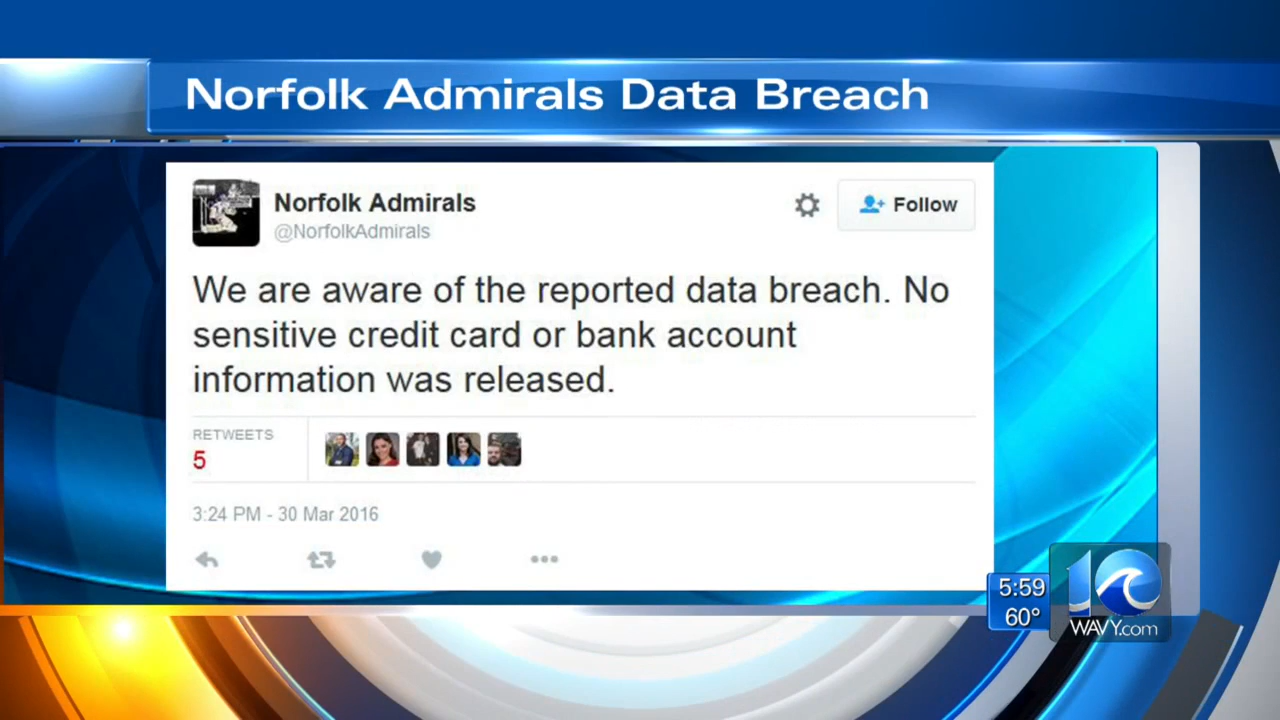 Norfolk Admirals Data Breach
Norfolk Admirals
@NorfolkAdmirals
Follow
We are aware of the reported data breach. No
sensitive credit card or bank account
information was released.
RETWEETS
5
3:24 PM - 30 Mar 2016
5:59
60°
10
WAVY.com